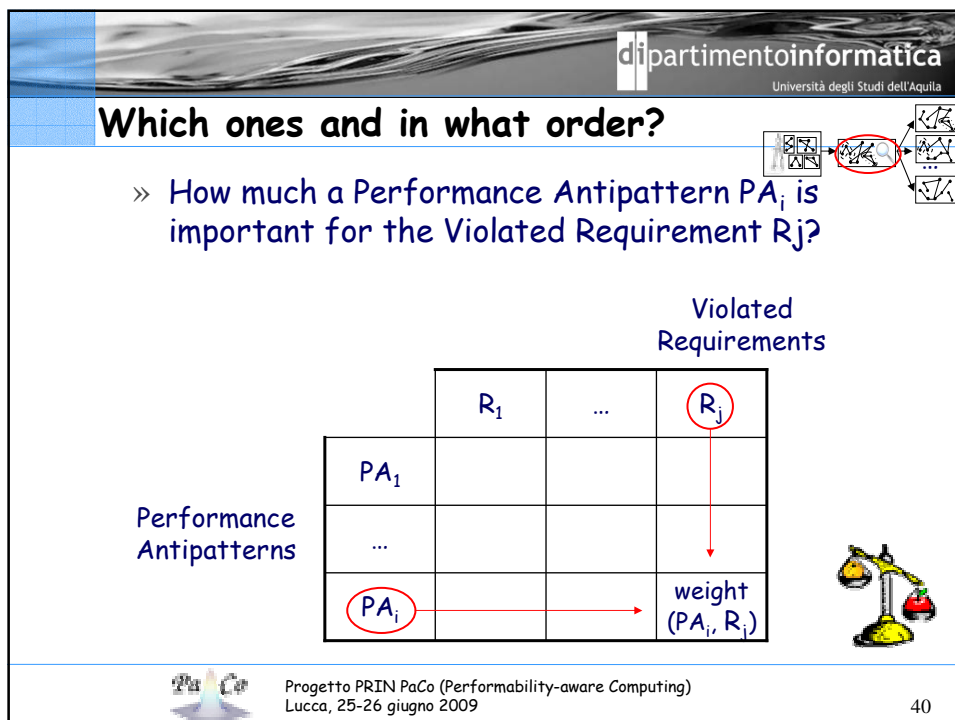 dipartimentoinformatica
Università degli Studi dell'Aquila
Which ones and in what order?
...
» How much a Performance Antipattern PAi is
important for the Violated Requirement Rj?
Violated
Requirements
R1 ... Rj
PA1
Performance
Antipatterns
...
PAi
weight
(PAi, Rj)
Pa Co
Progetto PRIN PaCo (Performability-aware Computing)
Lucca, 25-26 giugno 2009
40